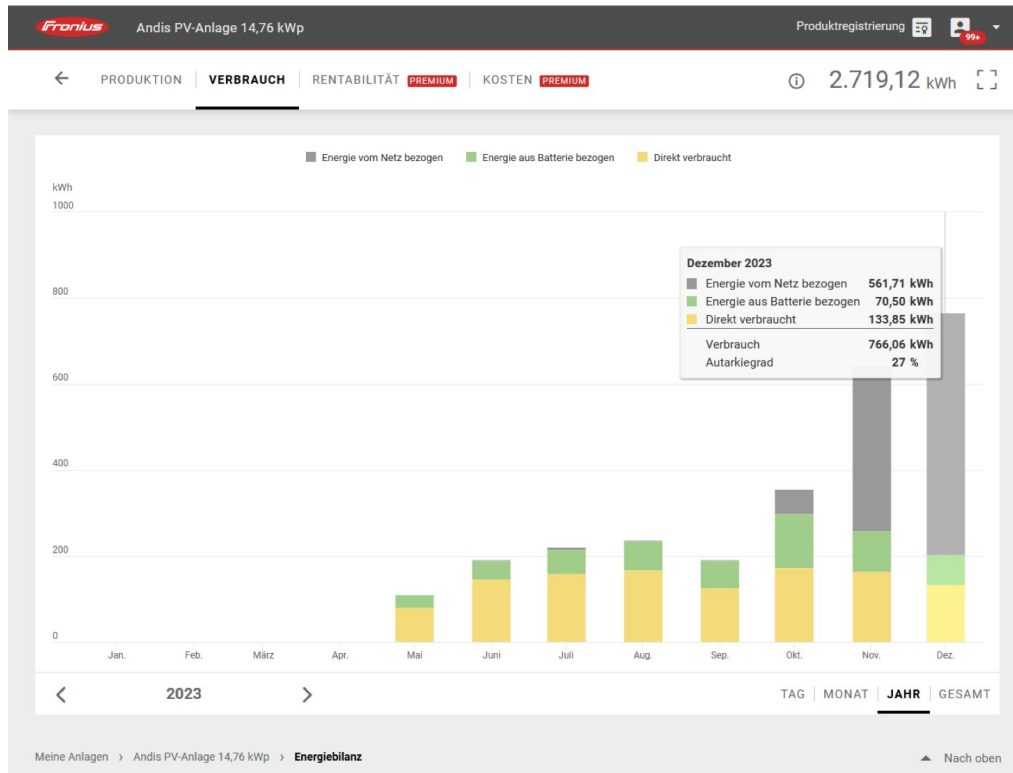 Fronius Andis PV-Anlage 14,76 kWp Produktregistrierung 99+
PRODUKTION VERBRAUCH RENTABILITÄT PREMIUM KOSTEN PREMIUM 2.719,12 kWh
Energie vom Netz bezogen Energie aus Batterie bezogen Direkt verbraucht
kWh
1000
800
600
400
200
0
Dezember 2023
Energie vom Netz bezogen 561,71 kWh
Energie aus Batterie bezogen 70,50 kWh
Direkt verbraucht 133,85 kWh
Verbrauch 766,06 kWh
Autarkiegrad 27 %
Jan. Feb. März Apr. Mai Juni Juli Aug. Sep. Okt. Nov. Dez.
2023 TAG MONAT JAHR GESAMT
Meine Anlagen > Andis PV-Anlage 14,76 kWp > Energiebilanz Nach oben